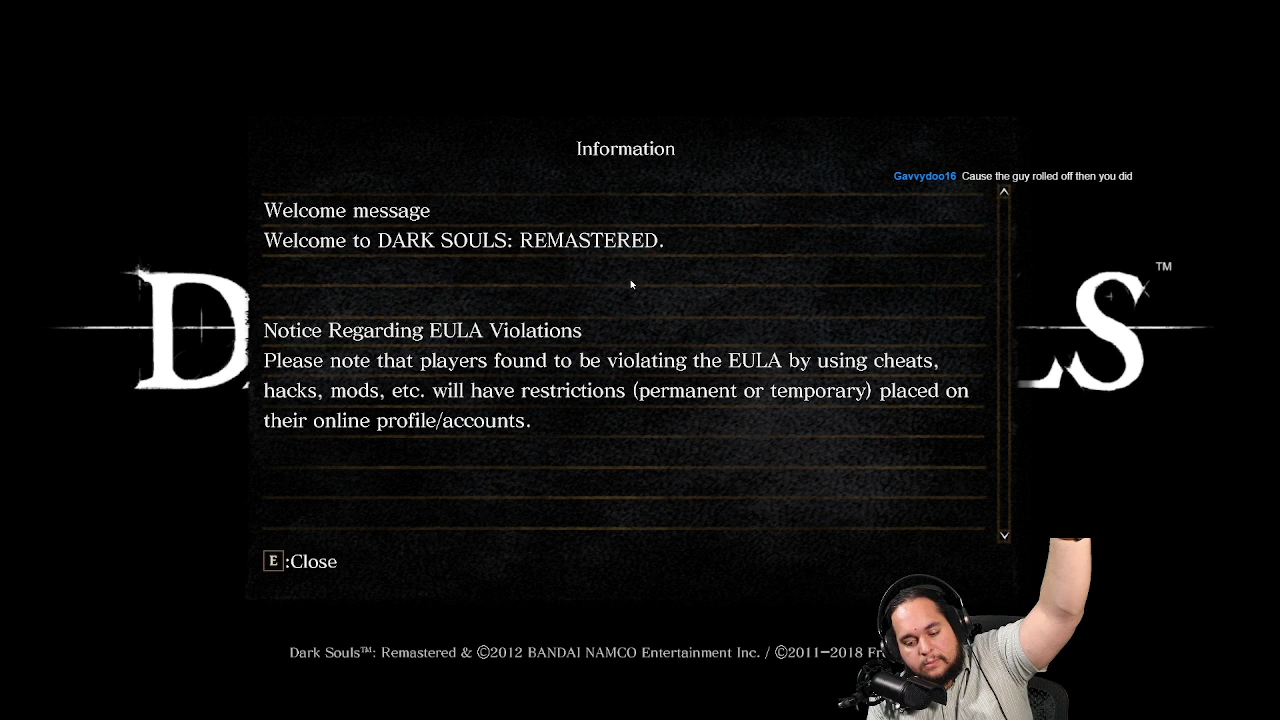 Information
Gavvydoo16 Cause the guy rolled off then you did
Welcome message
Welcome to DARK SOULS: REMASTERED.
D S ™
Notice Regarding EULA Violations
Please note that players found to be violating the EULA by using cheats,
hacks, mods, etc. will have restrictions (permanent or temporary) placed on
their online profile/accounts.
E :Close
Dark Souls™: Remastered & ©2012 BANDAI NAMCO Entertainment Inc. / ©2011-2018